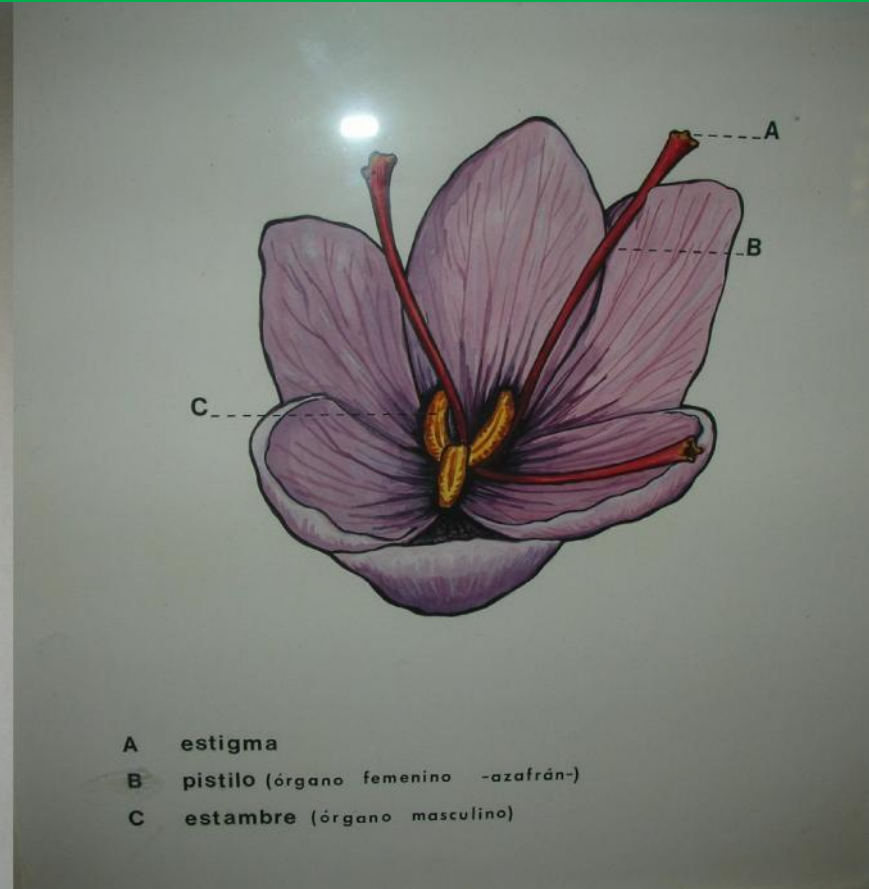 A
B
C
A estigma
B pistilo (órgano femenino -azafrán-)
C estambre (órgano masculino)